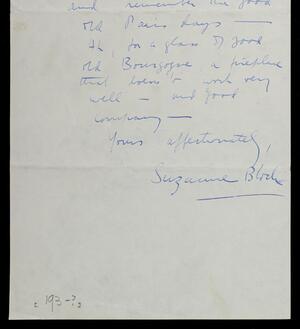 and remember the good
old Paris days —
Ah, for a glass of good
old Bourgogne, a fireplace
that doesn't work very
well — and good
company —
Yours affectionately,
Suzanne Bloch
[193-?]